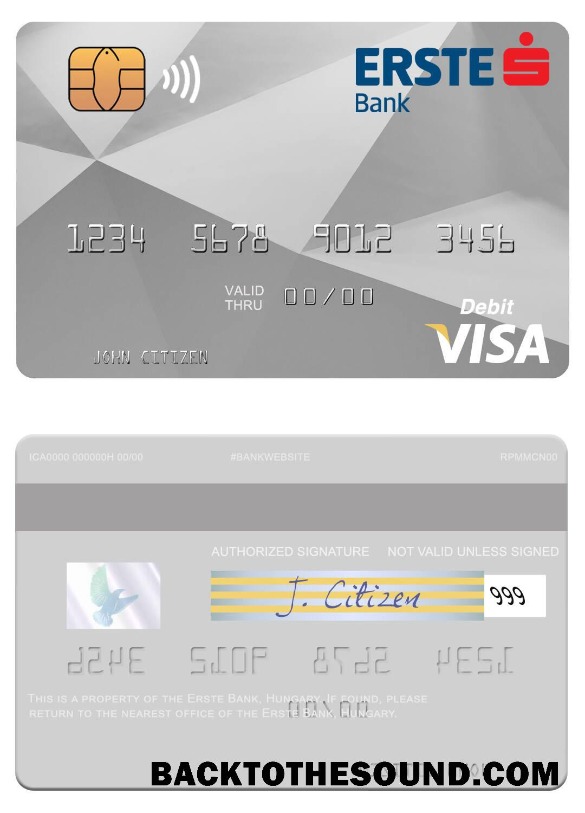 ERSTE
Bank
1234 5678 9012 3456
VALID
THRU 00/00
Debit
VISA
JOHN CITIZEN
ICA0000 000000H 00/00 #BANKWEBSITE RPMMCN00
AUTHORIZED SIGNATURE NOT VALID UNLESS SIGNED
J. Citizen 999
THIS IS A PROPERTY OF THE ERSTE BANK, HUNGARY. IF FOUND, PLEASE
RETURN TO THE NEAREST OFFICE OF THE ERSTE BANK, HUNGARY.
BACKTOTHESOUND.COM